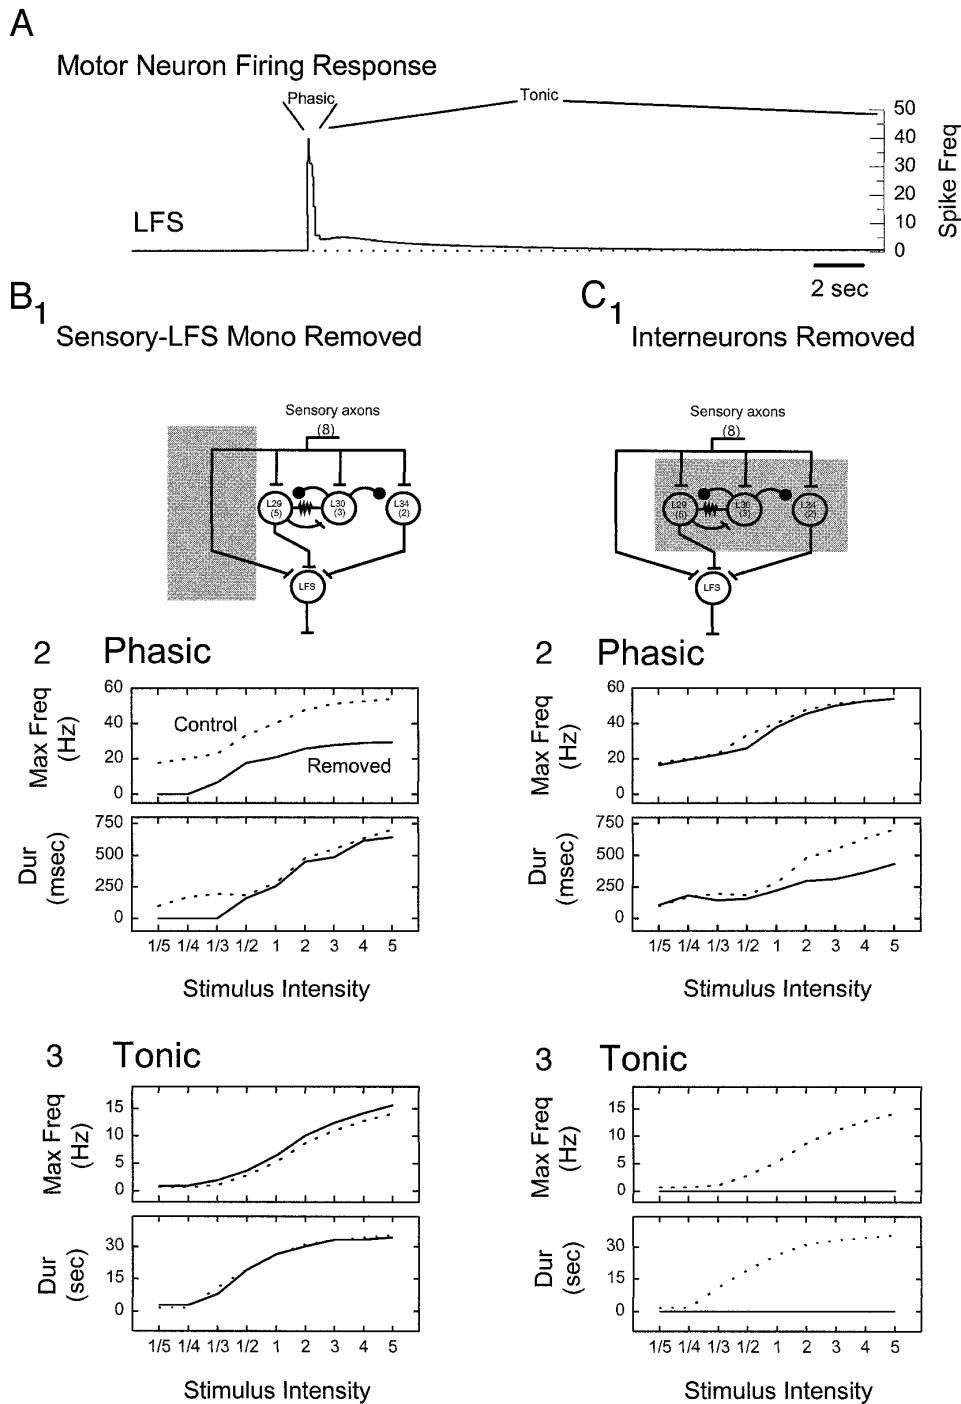 A
Motor Neuron Firing Response
Phasic
Tonic
50
40
30
20
10
0
Spike Freq
LFS
2 sec
B1
Sensory-LFS Mono Removed
C1
Interneurons Removed
Sensory axons
(8)
L29
(5)
L30
(3)
L34
(2)
LFS
Sensory axons
(8)
L29
(5)
L30
(3)
L34
(2)
LFS
2 Phasic
Max Freq
(Hz)
60
40
20
0
Control
Removed
Dur
(msec)
750
500
250
0
1/5 1/4 1/3 1/2 1 2 3 4 5
Stimulus Intensity
2 Phasic
Max Freq
(Hz)
60
40
20
0
Dur
(msec)
750
500
250
0
1/5 1/4 1/3 1/2 1 2 3 4 5
Stimulus Intensity
3 Tonic
Max Freq
(Hz)
15
10
5
0
Dur
(sec)
30
15
0
1/5 1/4 1/3 1/2 1 2 3 4 5
Stimulus Intensity
3 Tonic
Max Freq
(Hz)
15
10
5
0
Dur
(sec)
30
15
0
1/5 1/4 1/3 1/2 1 2 3 4 5
Stimulus Intensity